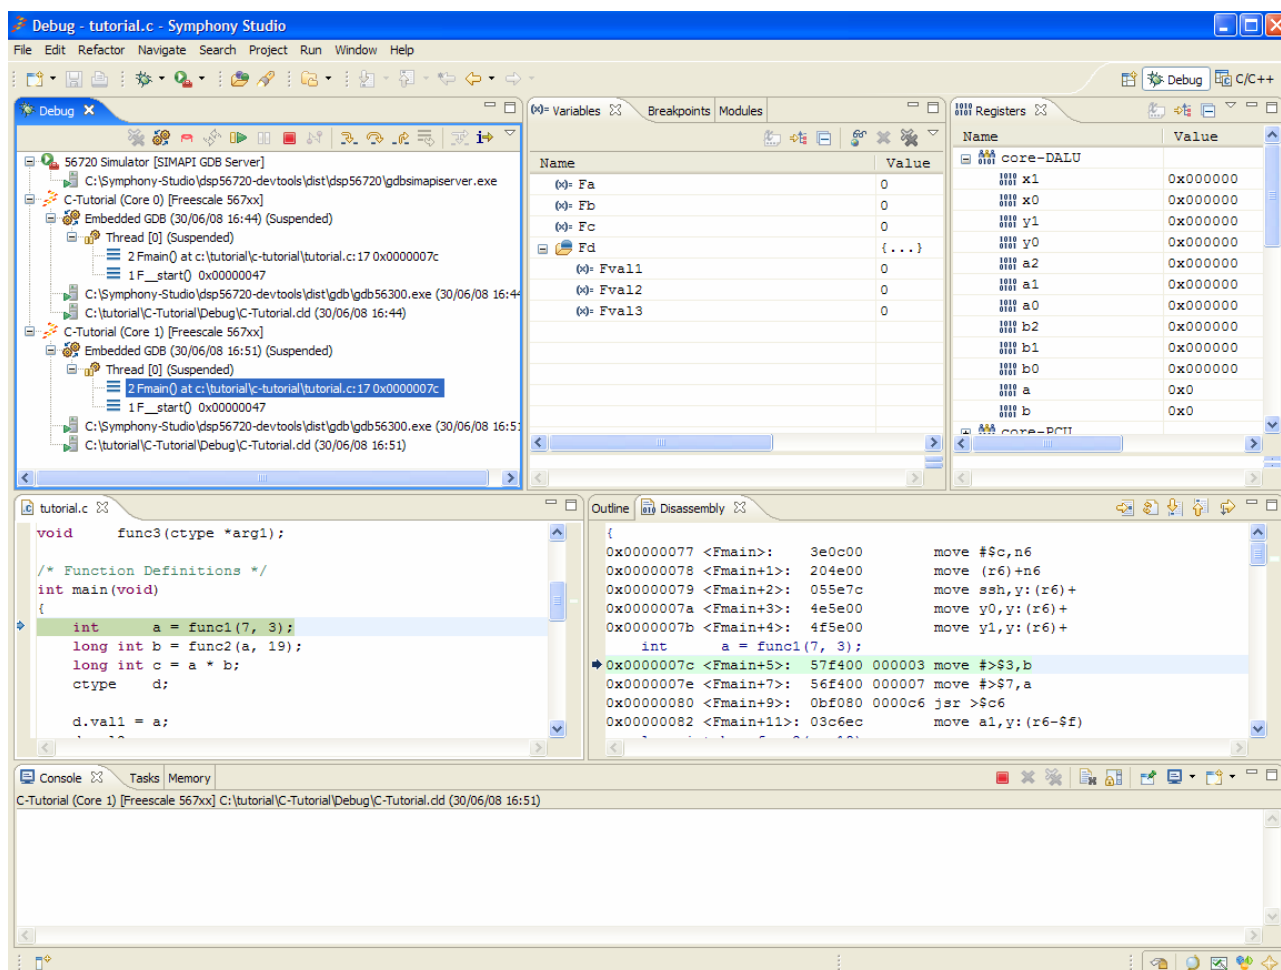 Debug - tutorial.c - Symphony Studio
File Edit Refactor Navigate Search Project Run Window Help
Debug C/C++
Debug
56720 Simulator [SIMAPI GDB Server]
C:\Symphony-Studio\dsp56720-devtools\dist\dsp56720\gdbsimapiserver.exe
C-Tutorial (Core 0) [Freescale 567xx]
Embedded GDB (30/06/08 16:44) (Suspended)
Thread [0] (Suspended)
2 Fmain() at c:\tutorial\c-tutorial\tutorial.c:17 0x0000007c
1 F__start() 0x00000047
C:\Symphony-Studio\dsp56720-devtools\dist\gdb\gdb56300.exe (30/06/08 16:44
C:\tutorial\C-Tutorial\Debug\C-Tutorial.cld (30/06/08 16:44)
C-Tutorial (Core 1) [Freescale 567xx]
Embedded GDB (30/06/08 16:51) (Suspended)
Thread [0] (Suspended)
2 Fmain() at c:\tutorial\c-tutorial\tutorial.c:17 0x0000007c
1 F__start() 0x00000047
C:\Symphony-Studio\dsp56720-devtools\dist\gdb\gdb56300.exe (30/06/08 16:51
C:\tutorial\C-Tutorial\Debug\C-Tutorial.cld (30/06/08 16:51)
(x)= Variables Breakpoints Modules
Name Value
(x)= Fa 0
(x)= Fb 0
(x)= Fc 0
Fd {...}
(x)= Fval1 0
(x)= Fval2 0
(x)= Fval3 0
1010 0101 Registers
Name Value
core-DALU
x1 0x000000
x0 0x000000
y1 0x000000
y0 0x000000
a2 0x000000
a1 0x000000
a0 0x000000
b2 0x000000
b1 0x000000
b0 0x000000
a 0x0
b 0x0
core-PCU
tutorial.c
void func3(ctype *arg1);
/* Function Definitions */
int main(void)
{
int a = func1(7, 3);
long int b = func2(a, 19);
long int c = a * b;
ctype d;
d.val1 = a;
Outline Disassembly
{
0x00000077 <Fmain>: 3e0c00 move #$c,n6
0x00000078 <Fmain+1>: 204e00 move (r6)+n6
0x00000079 <Fmain+2>: 055e7c move ssh,y:(r6)+
0x0000007a <Fmain+3>: 4e5e00 move y0,y:(r6)+
0x0000007b <Fmain+4>: 4f5e00 move y1,y:(r6)+
int a = func1(7, 3);
0x0000007c <Fmain+5>: 57f400 000003 move #>$3,b
0x0000007e <Fmain+7>: 56f400 000007 move #>$7,a
0x00000080 <Fmain+9>: 0bf080 0000c6 jsr >$c6
0x00000082 <Fmain+11>: 03c6ec move a1,y:(r6-$f)
Console Tasks Memory
C-Tutorial (Core 1) [Freescale 567xx] C:\tutorial\C-Tutorial\Debug\C-Tutorial.cld (30/06/08 16:51)